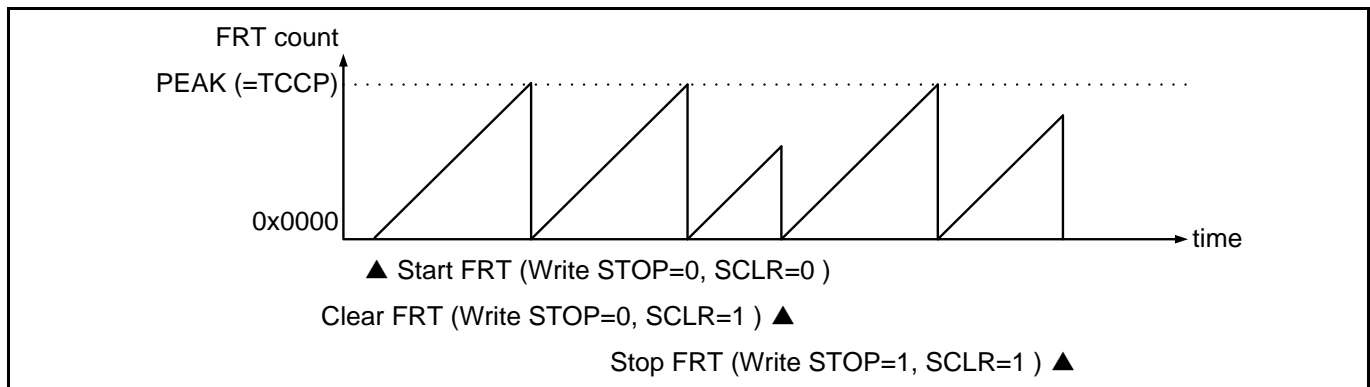 FRT count
PEAK (=TCCP)
0x0000
time
▲ Start FRT (Write STOP=0, SCLR=0 )
Clear FRT (Write STOP=0, SCLR=1 ) ▲
Stop FRT (Write STOP=1, SCLR=1 ) ▲